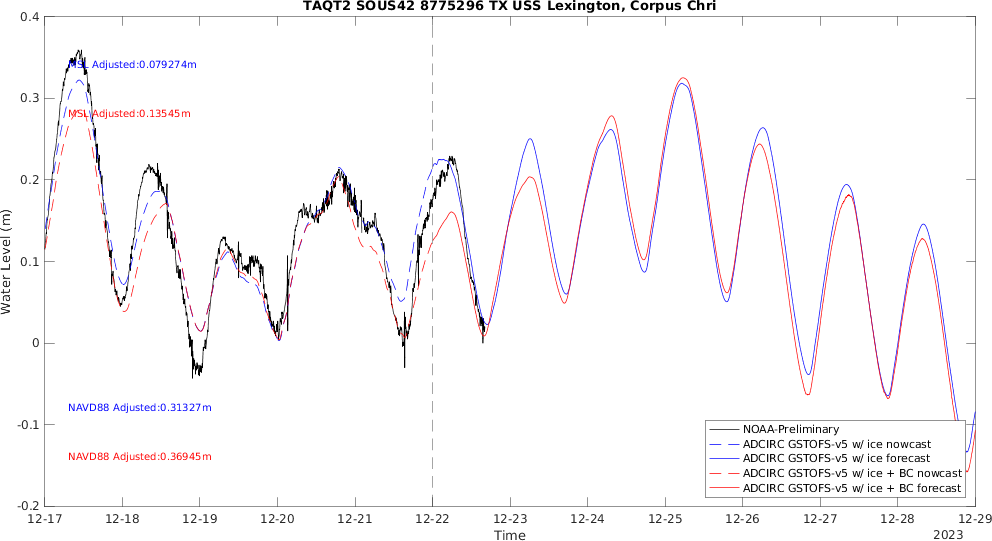 TAQT2 SOUS42 8775296 TX USS Lexington, Corpus Chri
Water Level (m)
0.4
0.3
0.2
0.1
0
-0.1
-0.2
MSL Adjusted:0.079274m
MSL Adjusted:0.13545m
NAVD88 Adjusted:0.31327m
NAVD88 Adjusted:0.36945m
NOAA-Preliminary
ADCIRC GSTOFS-v5 w/ ice nowcast
ADCIRC GSTOFS-v5 w/ ice forecast
ADCIRC GSTOFS-v5 w/ ice + BC nowcast
ADCIRC GSTOFS-v5 w/ ice + BC forecast
12-17 12-18 12-19 12-20 12-21 12-22 12-23 12-24 12-25 12-26 12-27 12-28 12-29
Time
2023